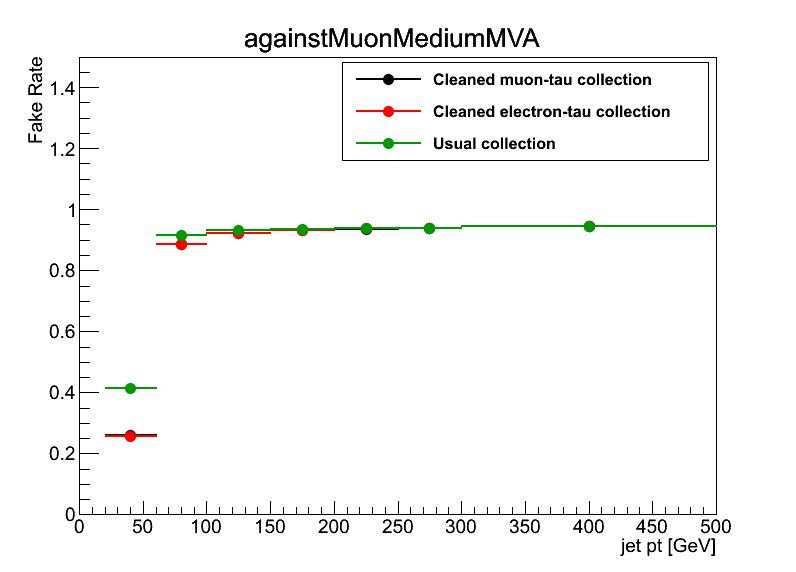 againstMuonMediumMVA
Fake Rate
Cleaned muon-tau collection
Cleaned electron-tau collection
Usual collection
1.4
1.2
1
0.8
0.6
0.4
0.2
0
0 50 100 150 200 250 300 350 400 450 500
jet pt [GeV]